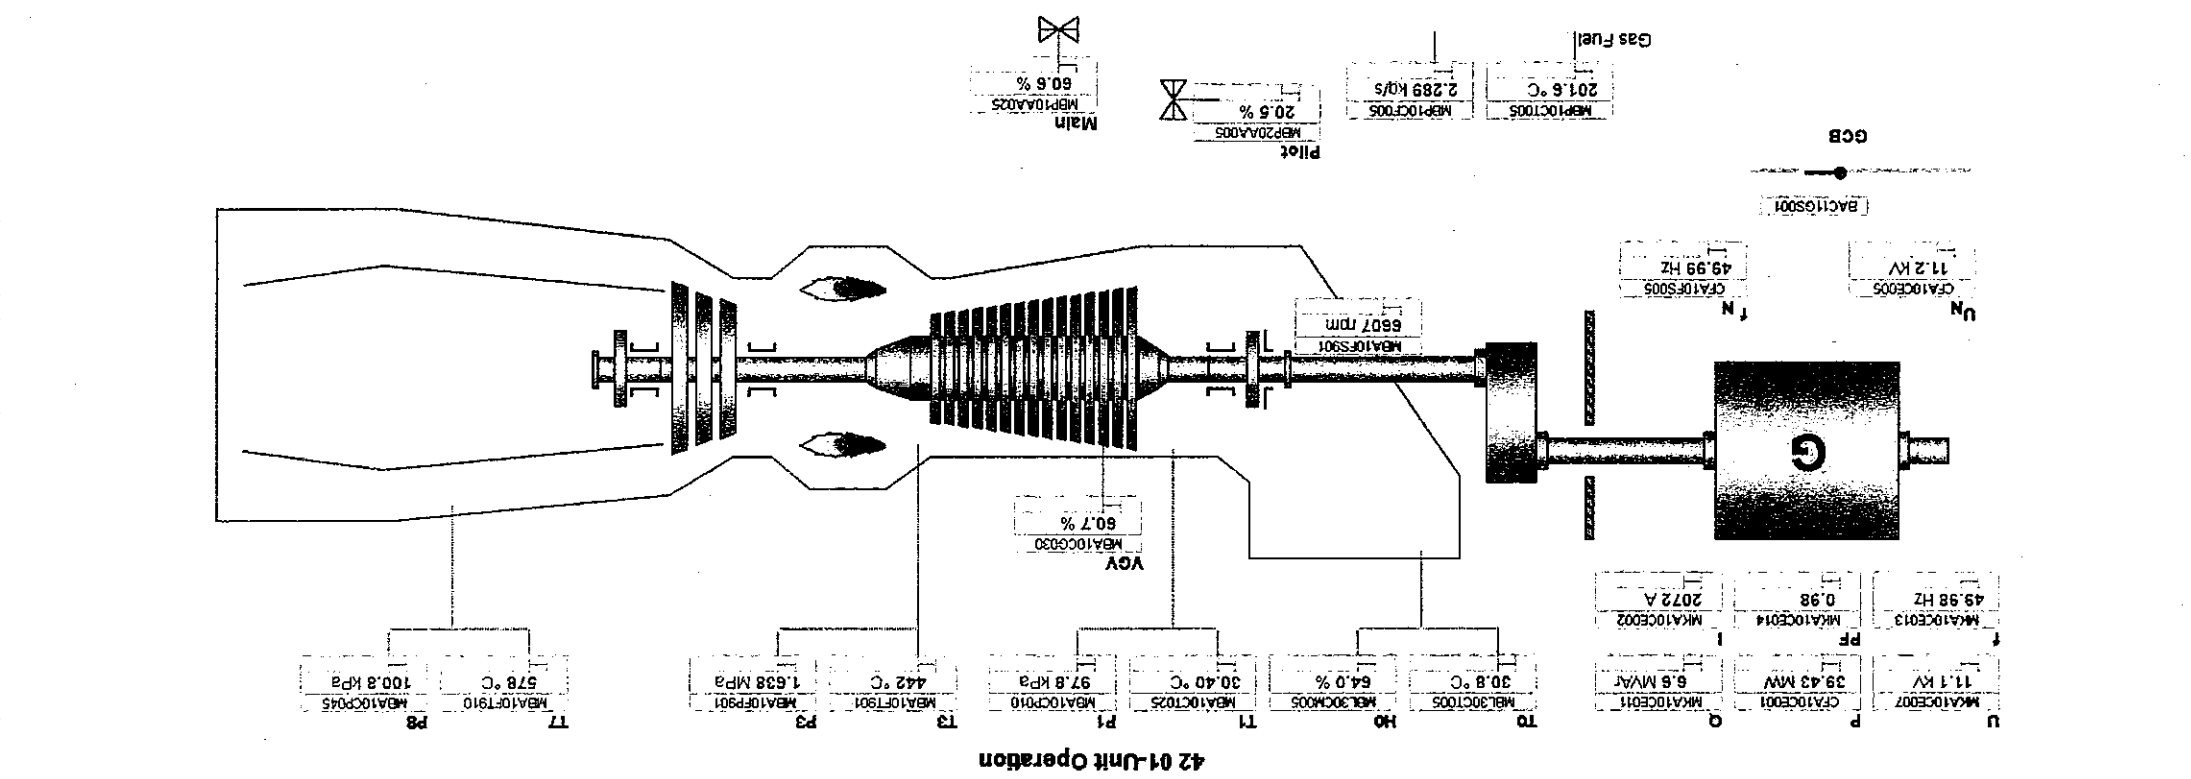 42 01-Unit Operation
U
MKA10CE007
11.1 kV
P
CFA10CE001
39.43 MW
Q
MKA10CE011
6.6 MVAr
T0
MBL30CT005
30.8 °C
H0
MBL30CM005
64.0 %
T1
MBA10CT025
30.40 °C
P1
MBA10CP010
97.8 kPa
T3
MBA10FT901
442 °C
P3
MBA10FP901
1.638 MPa
T7
MBA10FT910
578 °C
P8
MBA10CP045
100.8 kPa
f
MKA10CE013
49.98 Hz
PF
MKA10CE014
0.98
I
MKA10CE002
2072 A
VGV
MBA10CG030
60.7 %
G
MBA10FS901
6607 rpm
UN
CFA10CE005
11.2 kV
f N
CFA10FS005
49.99 Hz
BAC11GS001
GCB
Pilot
MBP20AA005
20.5 %
Main
MBP10AA025
60.6 %
MBP10CT005
201.6 °C
MBP10CF005
2.289 kg/s
Gas Fuel